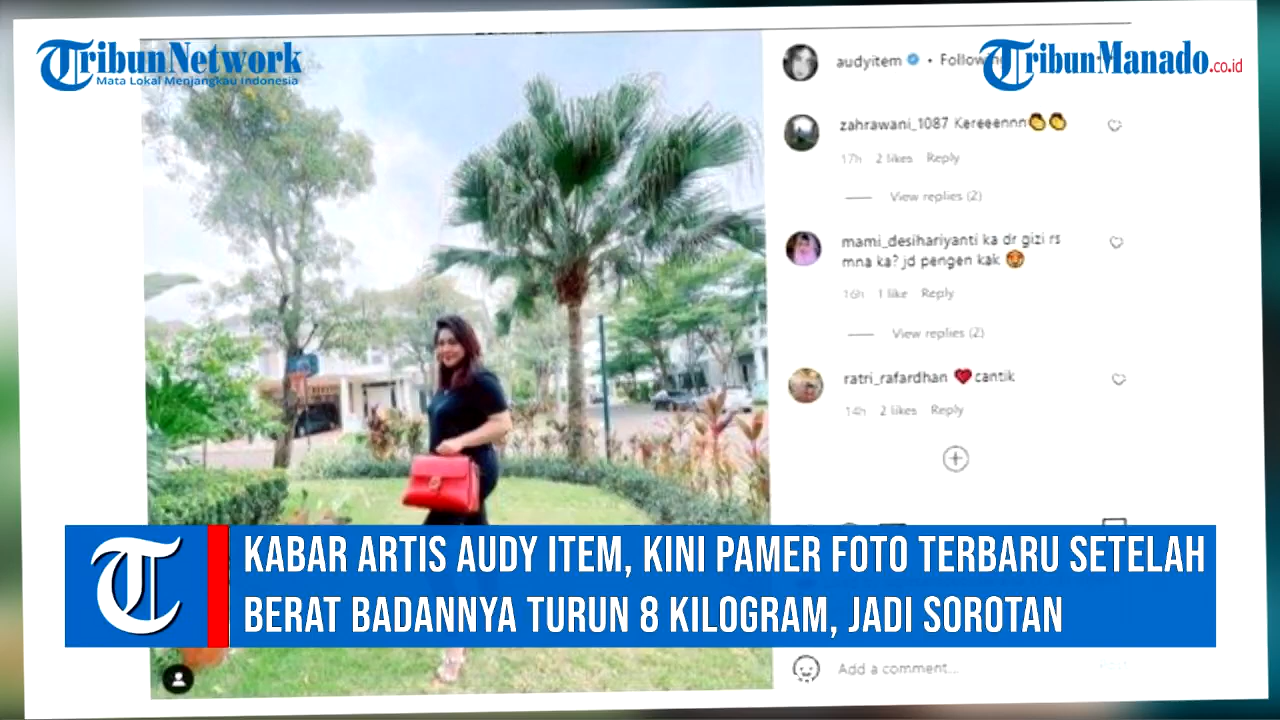 TribunNetwork
Mata Lokal Menjangkau Indonesia
TribunManado.co.id
audyitem • Following
zahrawani_1087 Kereeennn👏👏
17h 2 likes Reply
View replies (2)
mami_desihariyanti ka dr gizi rs
mna ka? jd pengen kak
16h 1 like Reply
View replies (2)
ratri_rafardhan ❤️cantik
14h 2 likes Reply
KABAR ARTIS AUDY ITEM, KINI PAMER FOTO TERBARU SETELAH
BERAT BADANNYA TURUN 8 KILOGRAM, JADI SOROTAN
Add a comment...